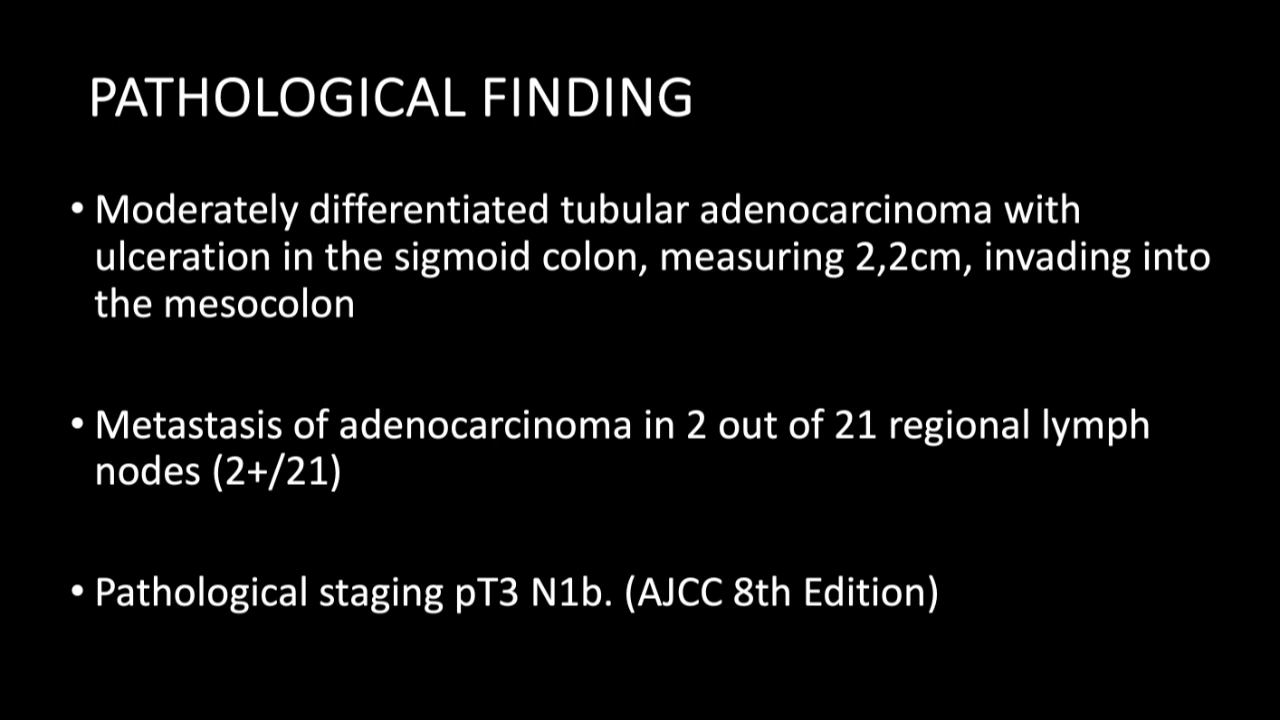 PATHOLOGICAL FINDING
• Moderately differentiated tubular adenocarcinoma with
ulceration in the sigmoid colon, measuring 2,2cm, invading into
the mesocolon
• Metastasis of adenocarcinoma in 2 out of 21 regional lymph
nodes (2+/21)
• Pathological staging pT3 N1b. (AJCC 8th Edition)